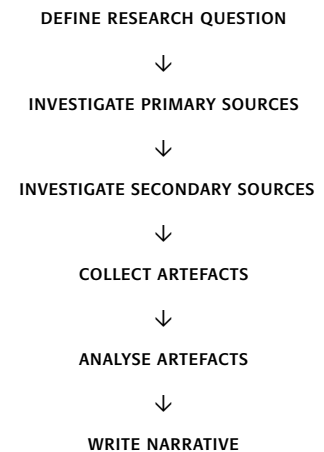 DEFINE RESEARCH QUESTION
↓
INVESTIGATE PRIMARY SOURCES
↓
INVESTIGATE SECONDARY SOURCES
↓
COLLECT ARTEFACTS
↓
ANALYSE ARTEFACTS
↓
WRITE NARRATIVE